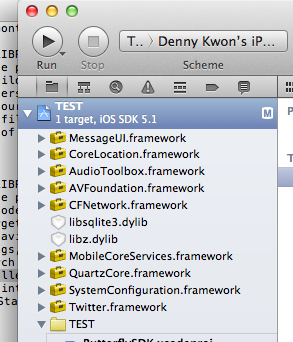 T.. 〉 Denny Kwon's iP...
Run Stop Scheme
TEST
1 target, iOS SDK 5.1
M
MessageUI.framework
CoreLocation.framework
AudioToolbox.framework
AVFoundation.framework
CFNetwork.framework
libsqlite3.dylib
libz.dylib
MobileCoreServices.framework
QuartzCore.framework
SystemConfiguration.framework
Twitter.framework
TEST